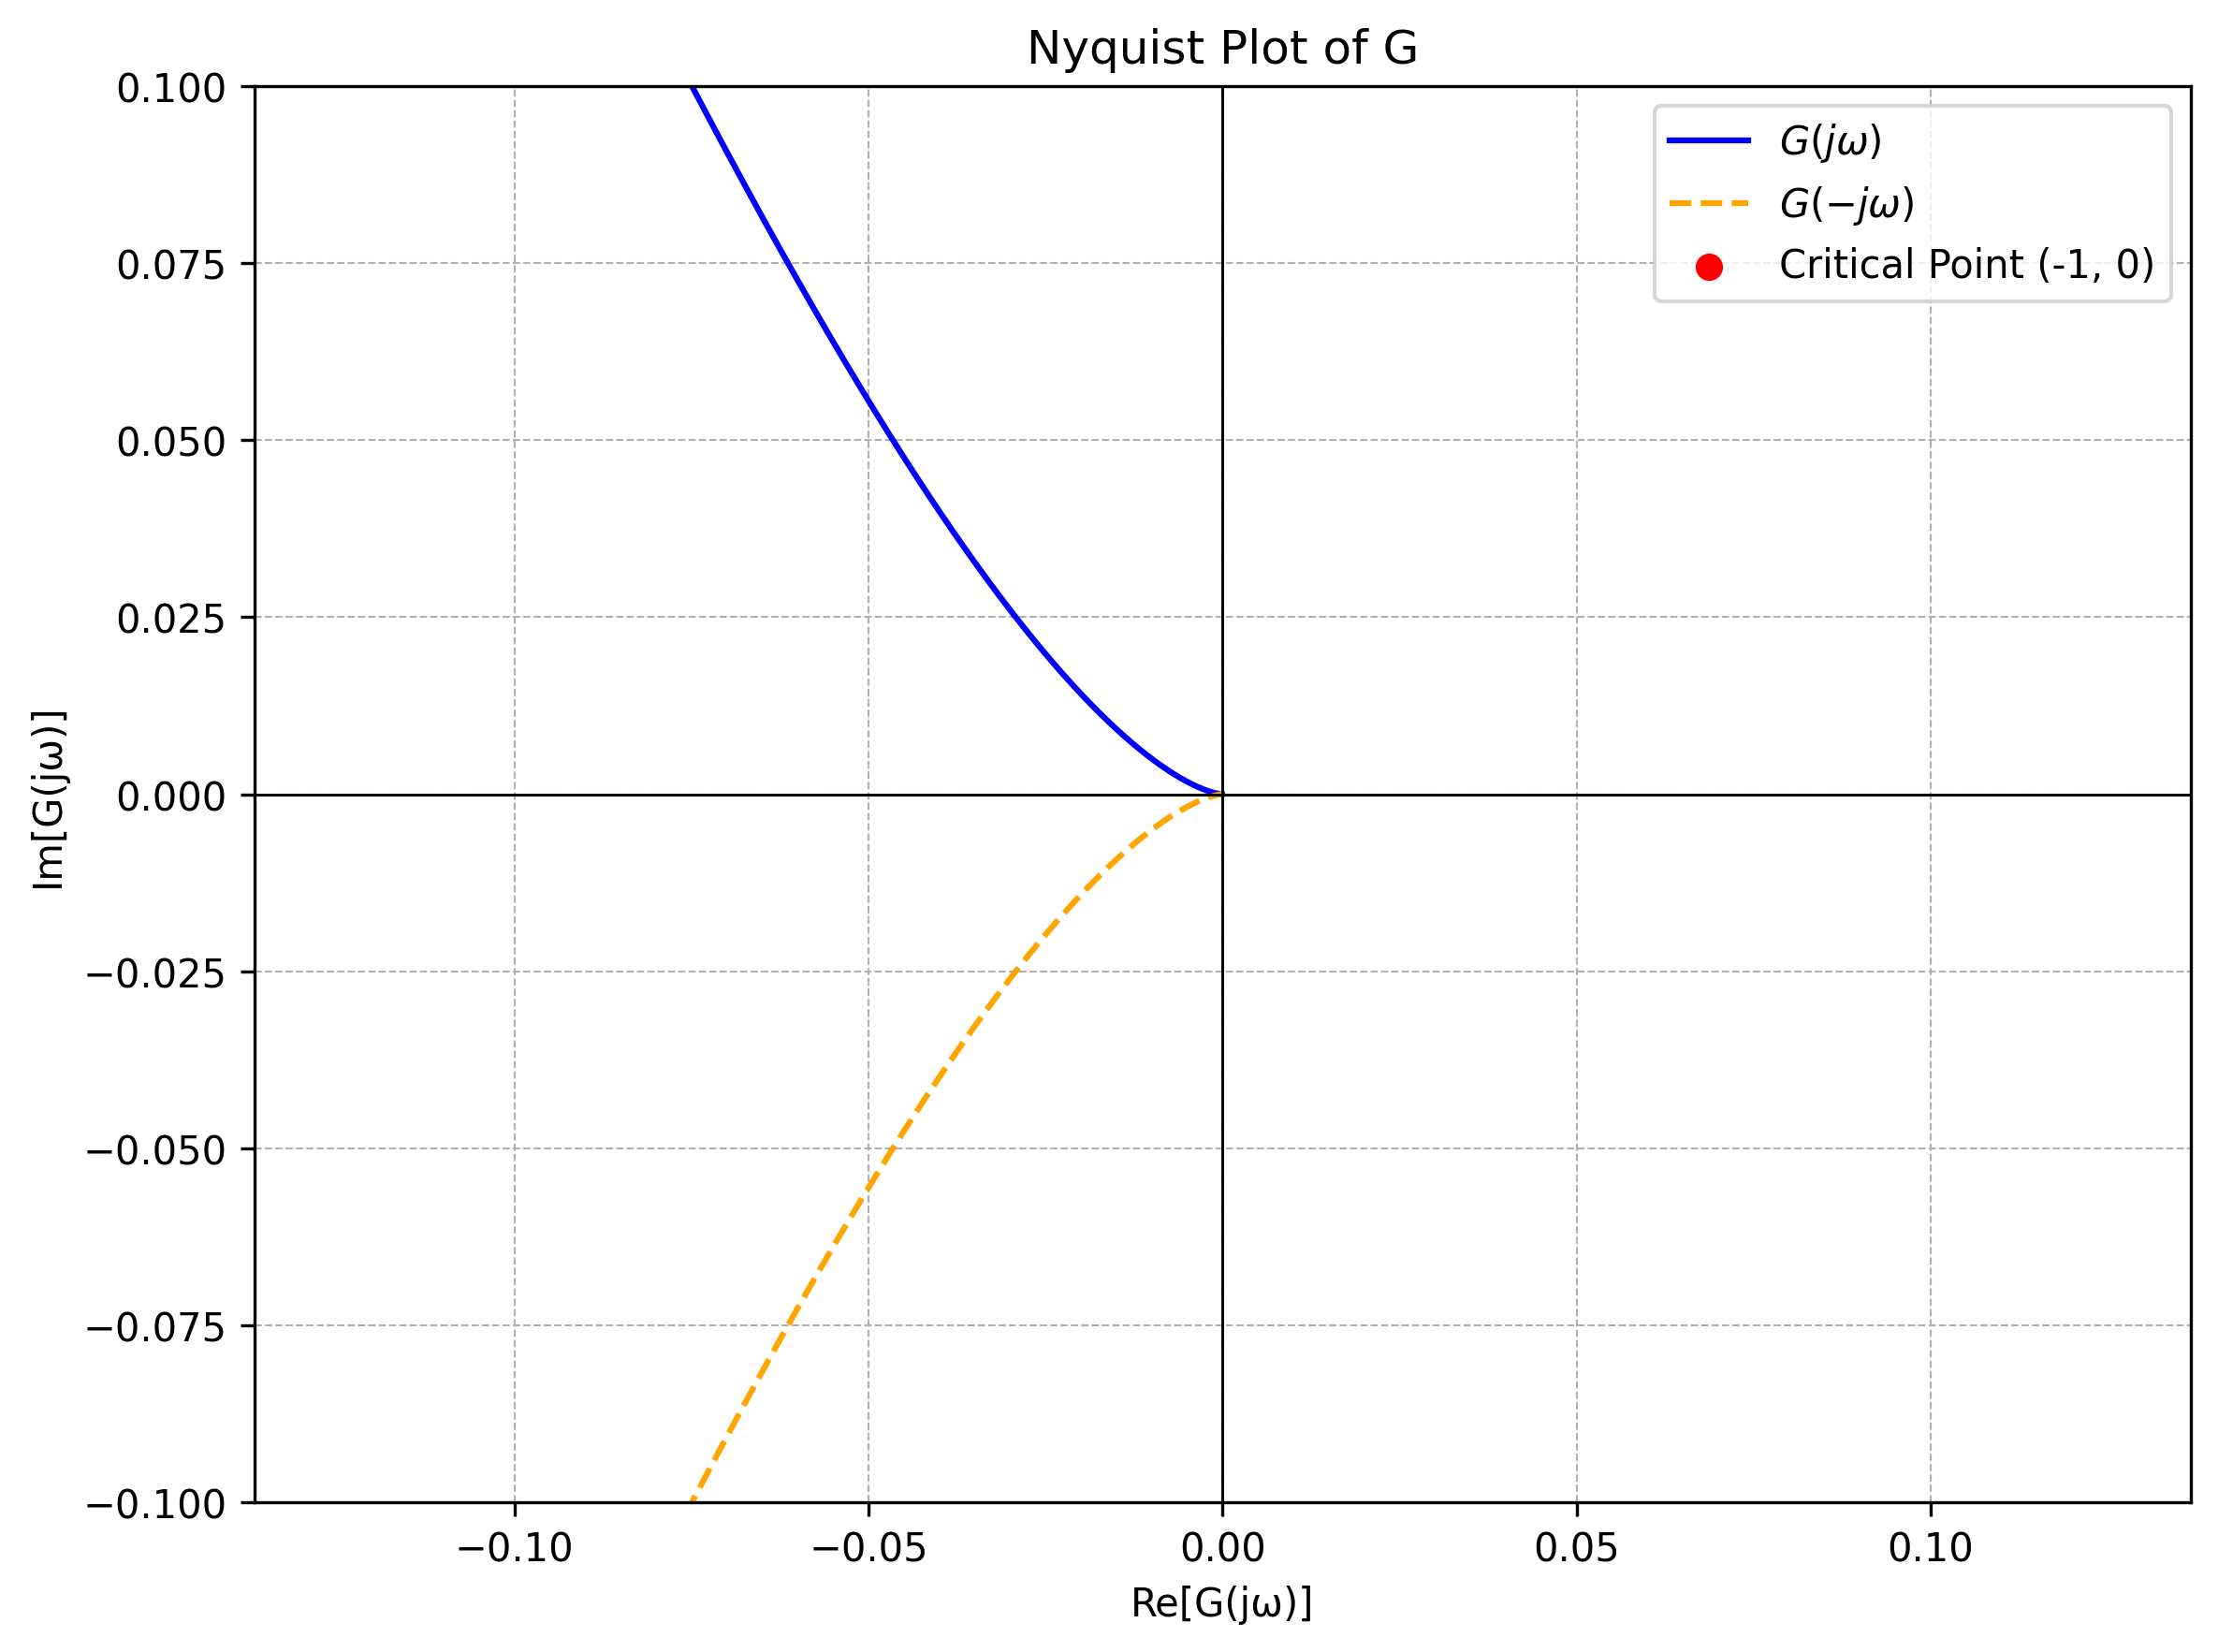 Nyquist Plot of G
0.100
0.075
0.050
0.025
0.000
−0.025
−0.050
−0.075
−0.100
Im[G(jω)]
G(jω)
G(−jω)
Critical Point (-1, 0)
−0.10
−0.05
0.00
0.05
0.10
Re[G(jω)]